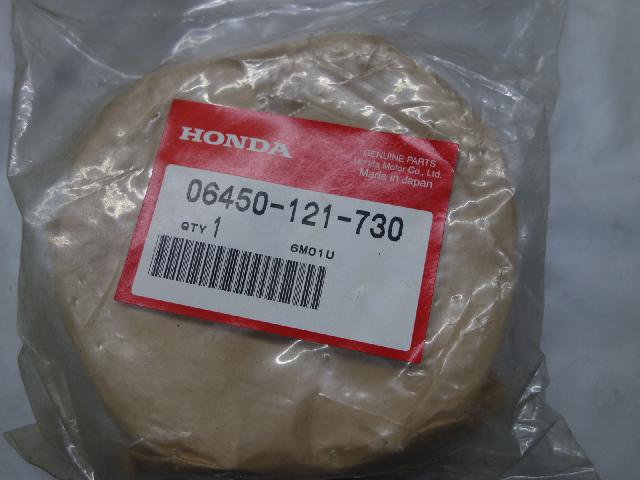 HONDA
GENUINE PARTS
Honda Motor Co., Ltd.
Made in Japan
06450-121-730
QTY 1
6M01U